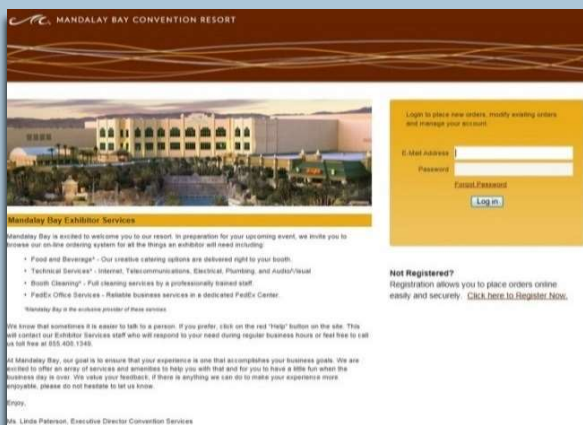 MANDALAY BAY CONVENTION RESORT
Login to place new orders, modify existing orders
and manage your account.
E-Mail Address
Password
Forgot Password
Log in
Mandalay Bay Exhibitor Services
Mandalay Bay is excited to welcome you to our resort. In preparation for your upcoming event, we invite you to
browse our on-line ordering system for all the things an exhibitor will need including:
• Food and Beverage* - Our creative catering options are delivered right to your booth.
• Technical Services* - Internet, Telecommunications, Electrical, Plumbing, and Audio/Visual
• Booth Cleaning* - Full cleaning services by a professionally trained staff.
• FedEx Office Services - Reliable business services in a dedicated FedEx Center.
*Mandalay Bay is the exclusive provider of these services.
Not Registered?
Registration allows you to place orders online
easily and securely. Click here to Register Now.
We know that sometimes it is easier to talk to a person. If you prefer, click on the red "Help" button on the site. This
will contact our Exhibitor Services staff who will respond to your need during regular business hours or feel free to call
us toll free at 855.408.1349.
At Mandalay Bay, our goal is to ensure that your experience is one that accomplishes your business goals. We are
excited to offer an array of services and amenities to help you with that and for you to have a little fun when the
business day is over. We value your feedback, if there is anything we can do to make your experience more
enjoyable, please do not hesitate to let us know.
Enjoy,
Ms. Linda Paterson, Executive Director Convention Services